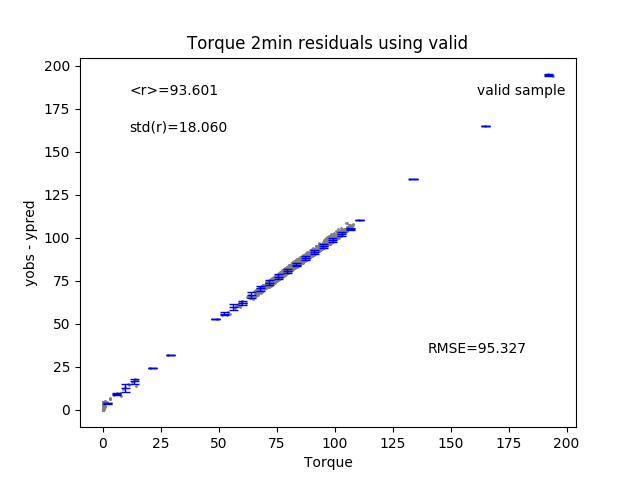 Torque 2min residuals using valid
200
<r>=93.601
valid sample
175
std(r)=18.060
150
125
yobs - ypred
100
75
50
RMSE=95.327
25
0
0 25 50 75 100 125 150 175 200
Torque